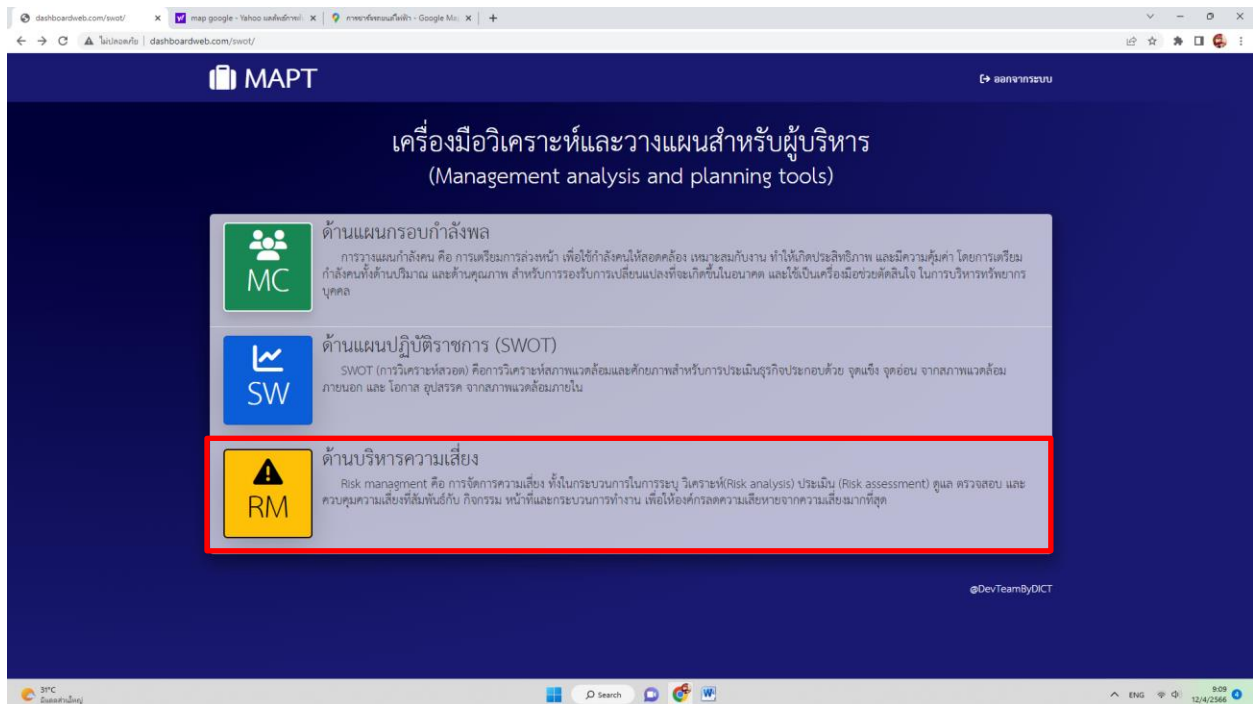 dashboardweb.com/swot/
map google - Yahoo
Google Ma
ไม่ปลอดภัย | dashboardweb.com/swot/
MAPT
ออกจากระบบ
เครื่องมือวิเคราะห์และวางแผนสำหรับผู้บริหาร
(Management analysis and planning tools)
MC
ด้านแผนกรอบกำลังพล
การวางแผนกำลังคน คือ การเตรียมการล่วงหน้า เพื่อใช้กำลังคนให้สอดคล้อง เหมาะสมกับงาน ทำให้เกิดประสิทธิภาพ และมีความคุ้มค่า โดยการเตรียม
กำลังคนทั้งด้านปริมาณ และด้านคุณภาพ สำหรับการรองรับการเปลี่ยนแปลงที่จะเกิดขึ้นในอนาคต และใช้เป็นเครื่องมือช่วยตัดสินใจ ในการบริหารทรัพยากร
บุคคล
SW
ด้านแผนปฏิบัติราชการ (SWOT)
SWOT (การวิเคราะห์สวอต) คือการวิเคราะห์สภาพแวดล้อมและศักยภาพสำหรับการประเมินธุรกิจประกอบด้วย จุดแข็ง จุดอ่อน จากสภาพแวดล้อม
ภายนอก และ โอกาส อุปสรรค จากสภาพแวดล้อมภายใน
RM
ด้านบริหารความเสี่ยง
Risk managment คือ การจัดการความเสี่ยง ทั้งในกระบวนการในการระบุ วิเคราะห์(Risk analysis) ประเมิน (Risk assessment) ดูแล ตรวจสอบ และ
ควบคุมความเสี่ยงที่สัมพันธ์กับ กิจกรรม หน้าที่และกระบวนการทำงาน เพื่อให้องค์กรลดความเสียหายจากความเสี่ยงมากที่สุด
@DevTeamByDICT
31°C
มีแดดส่วนใหญ่
Search
ENG
9:09
12/4/2566
4